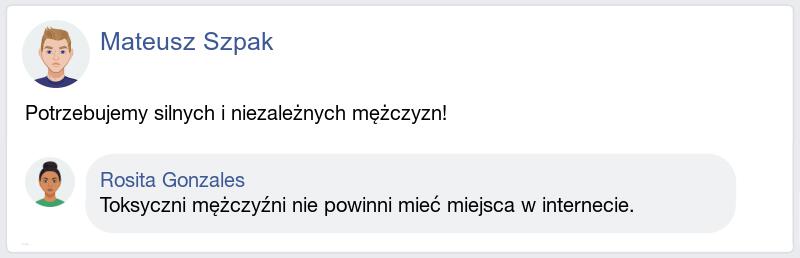 Mateusz Szpak
Potrzebujemy silnych i niezależnych mężczyzn!
Rosita Gonzales
Toksyczni mężczyźni nie powinni mieć miejsca w internecie.